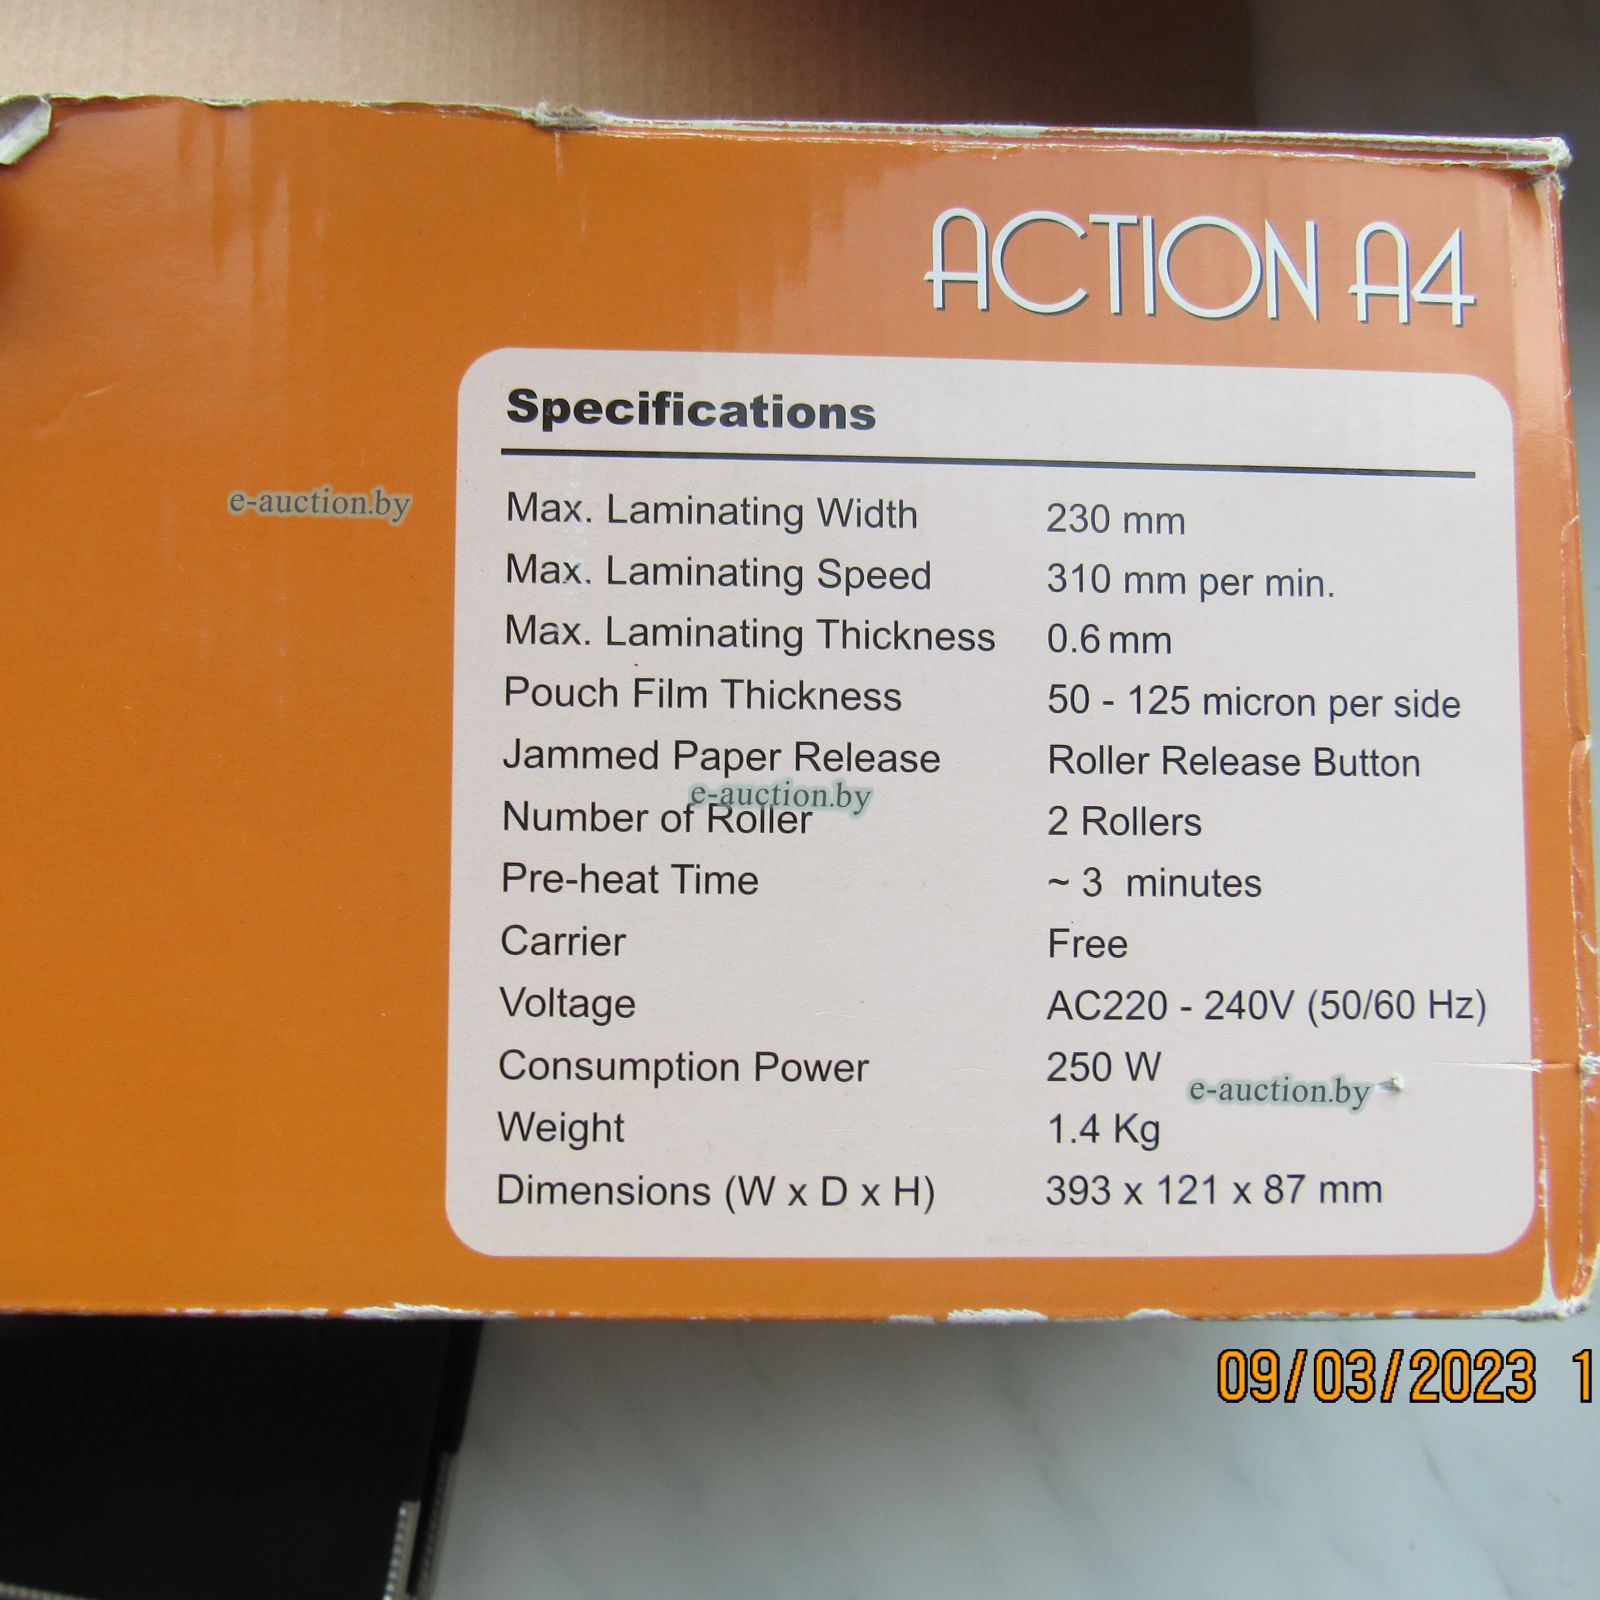 ACTION A4
Specifications
Max. Laminating Width 230 mm
Max. Laminating Speed 310 mm per min.
Max. Laminating Thickness 0.6 mm
Pouch Film Thickness 50 - 125 micron per side
Jammed Paper Release Roller Release Button
Number of Roller 2 Rollers
Pre-heat Time ~ 3 minutes
Carrier Free
Voltage AC220 - 240V (50/60 Hz)
Consumption Power 250 W
Weight 1.4 Kg
Dimensions (W x D x H) 393 x 121 x 87 mm
e-auction.by
e-auction.by
e-auction.by
09/03/2023 1